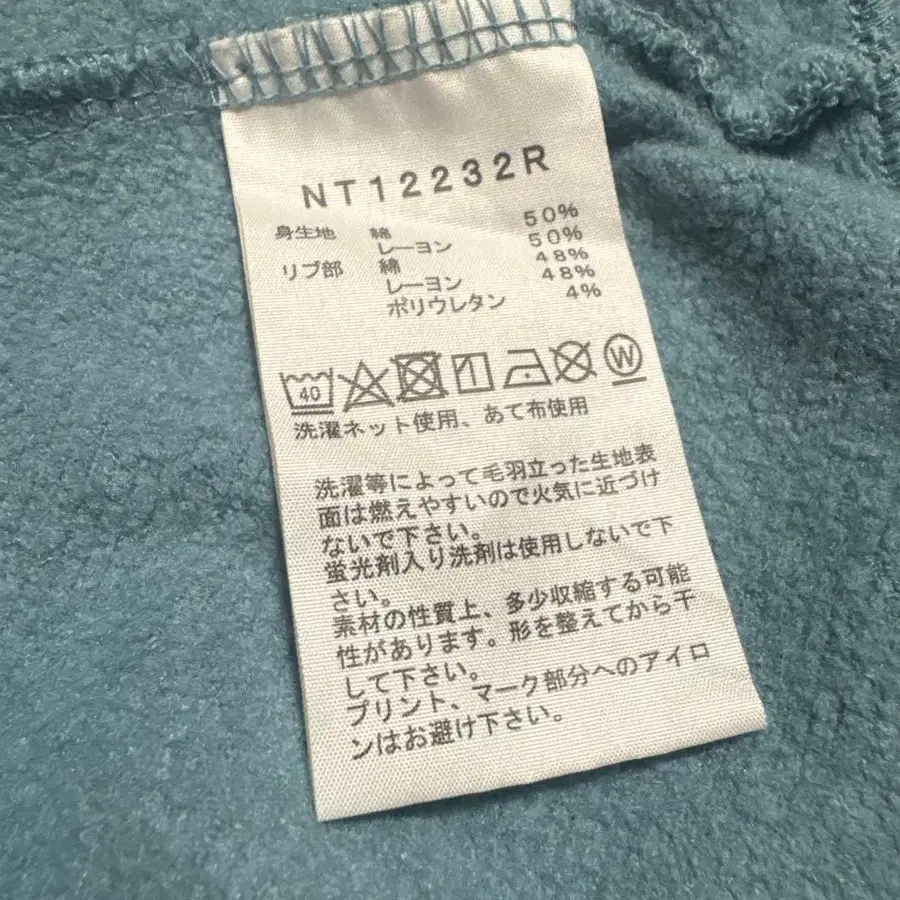 NT12232R
身生地 綿 50%
レーヨン 50%
リブ部 綿 48%
レーヨン 48%
ポリウレタン 4%
40 W
洗濯ネット使用、あて布使用
洗濯等によって毛羽立った生地表
面は燃えやすいので火気に近づけ
ないで下さい。
蛍光剤入り洗剤は使用しないで下
さい。
素材の性質上、多少収縮する可能
性があります。形を整えてから干
して下さい。
プリント、マーク部分へのアイロ
ンはお避け下さい。